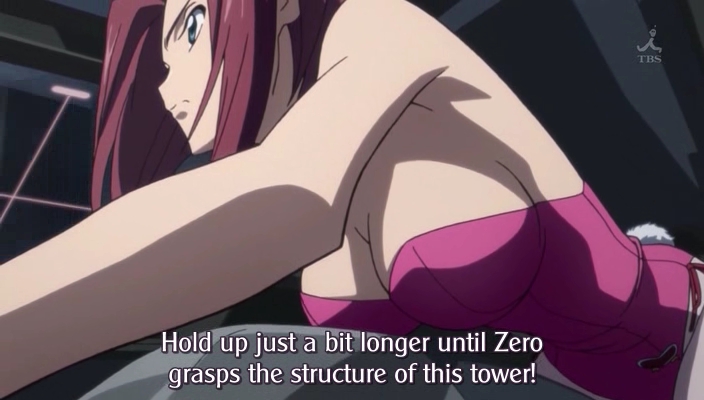 TBS
Hold up just a bit longer until Zero
grasps the structure of this tower!